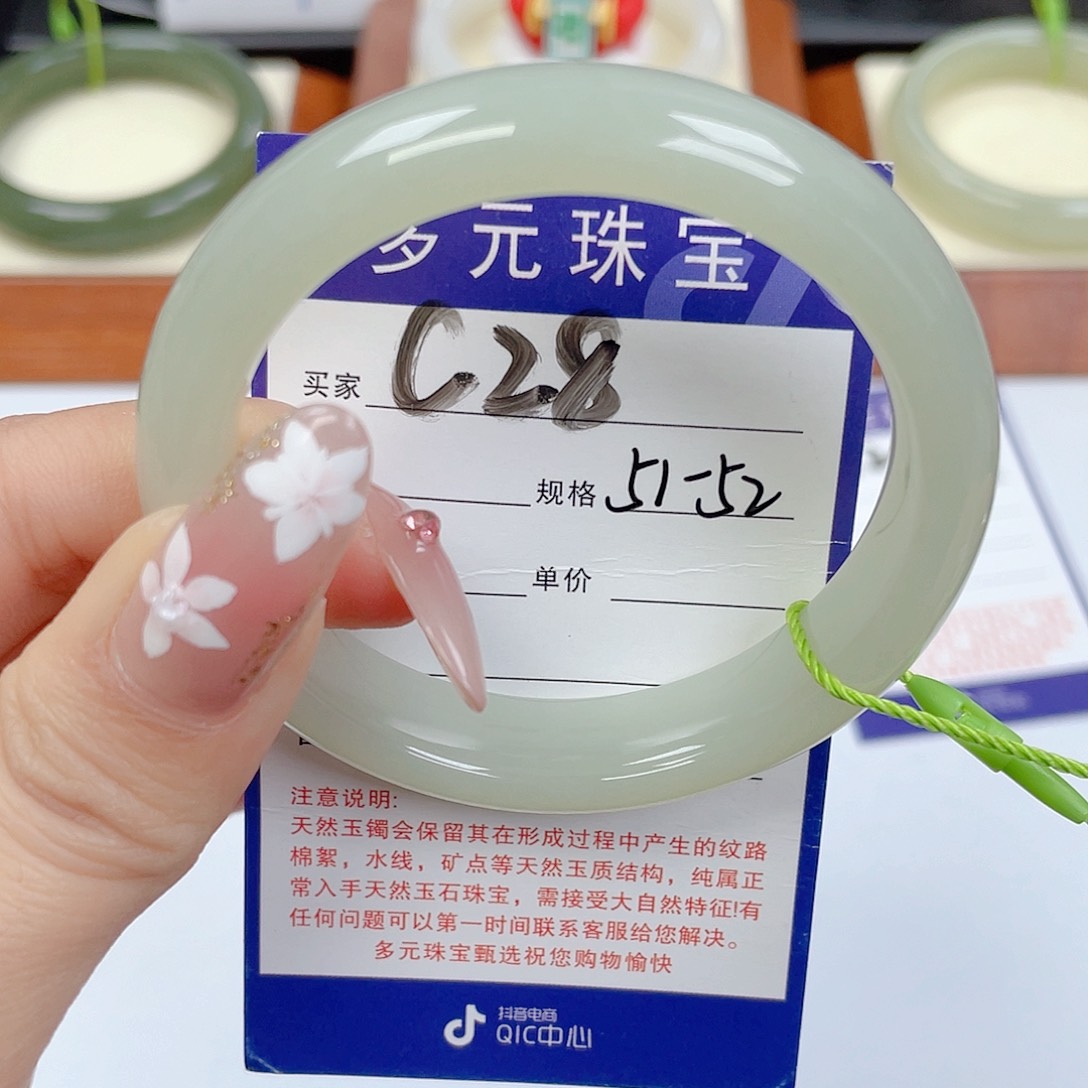 多元珠宝
买家 C28
规格 51-52
单价
注意说明:
天然玉镯会保留其在形成过程中产生的纹路
棉絮，水线，矿点等天然玉质结构，纯属正
常入手天然玉石珠宝，需接受大自然特征!有
任何问题可以第一时间联系客服给您解决。
多元珠宝甄选祝您购物愉快
抖音电商
QIC中心